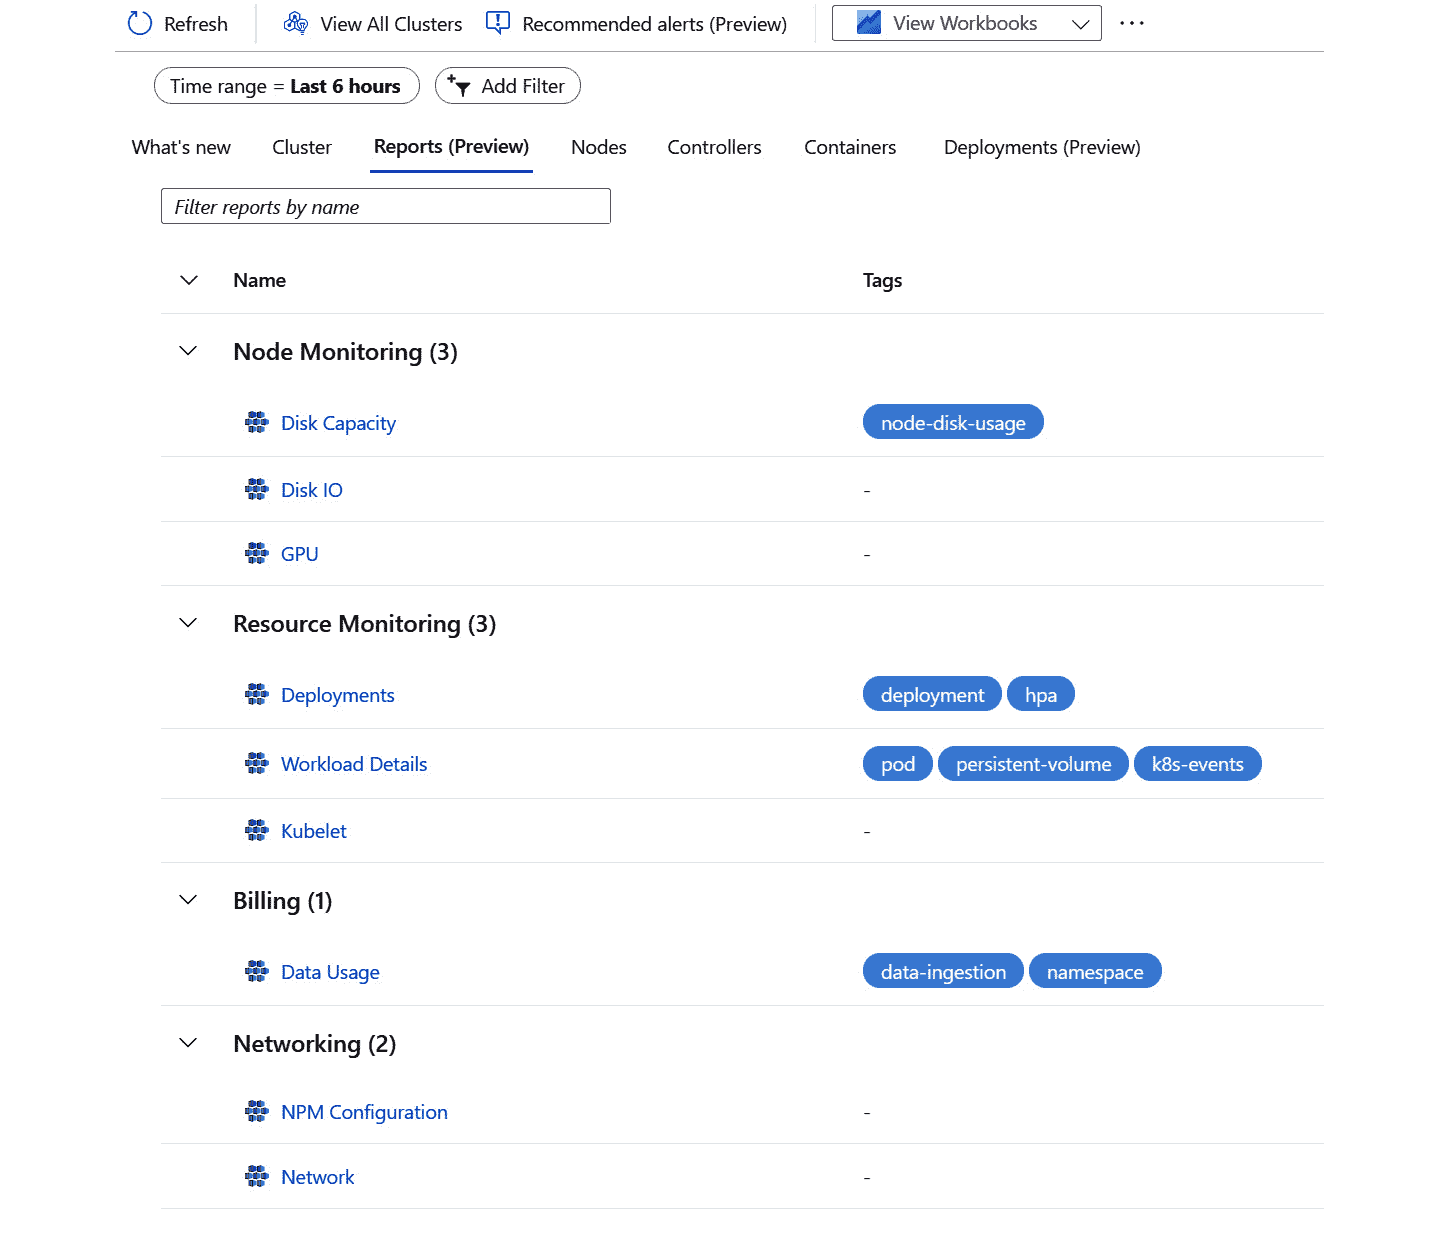 Refresh View All Clusters Recommended alerts (Preview) View Workbooks ...
Time range = Last 6 hours Add Filter
What's new Cluster Reports (Preview) Nodes Controllers Containers Deployments (Preview)
Filter reports by name
Name Tags
Node Monitoring (3)
Disk Capacity node-disk-usage
Disk IO -
GPU -
Resource Monitoring (3)
Deployments deployment hpa
Workload Details pod persistent-volume k8s-events
Kubelet -
Billing (1)
Data Usage data-ingestion namespace
Networking (2)
NPM Configuration -
Network -